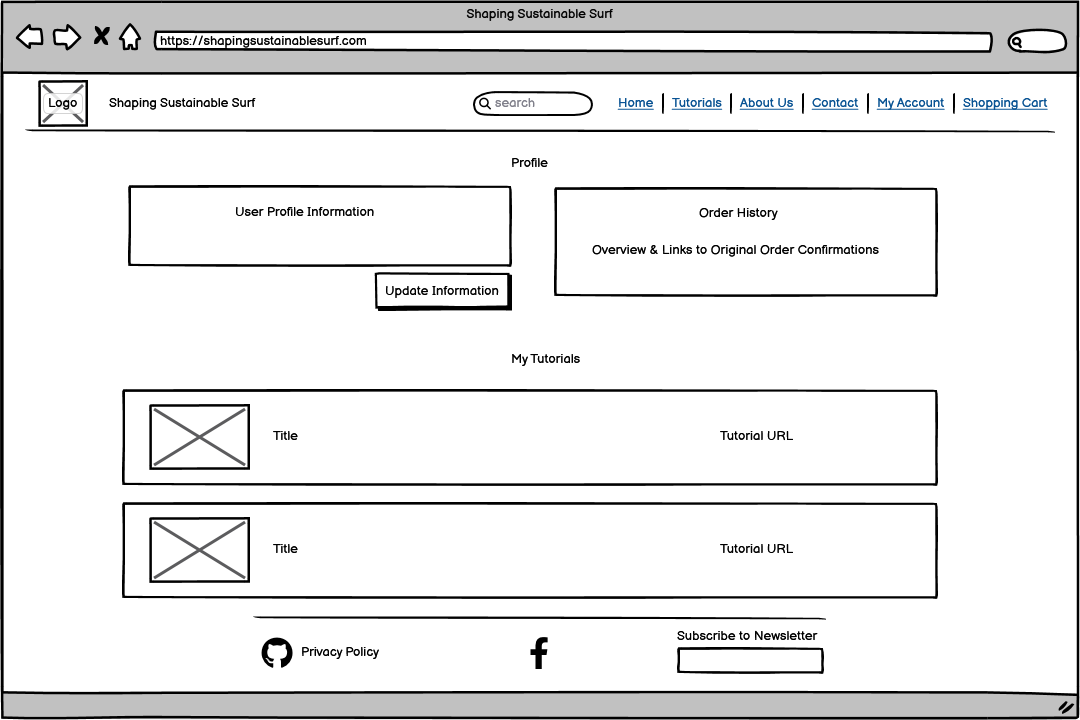 Shaping Sustainable Surf
https://shapingsustainablesurf.com
Logo
Shaping Sustainable Surf
search
Home
Tutorials
About Us
Contact
My Account
Shopping Cart
Profile
User Profile Information
Update Information
Order History
Overview & Links to Original Order Confirmations
My Tutorials
Title
Tutorial URL
Title
Tutorial URL
Privacy Policy
Subscribe to Newsletter